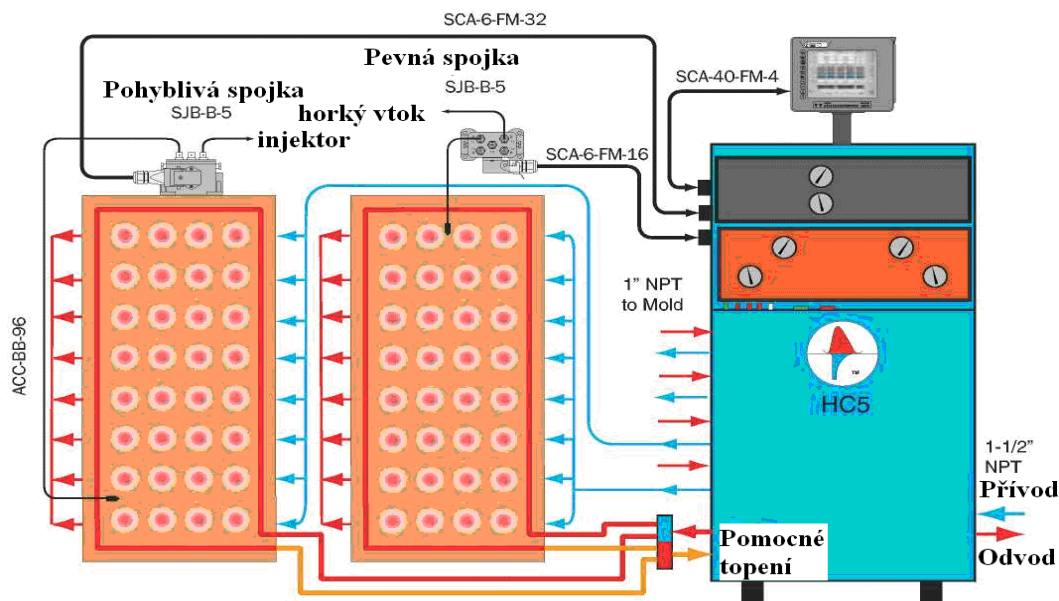 SCA-6-FM-32
Pevná spojka
SJB-B-5
SCA-40-FM-4
Pohyblivá spojka
SJB-B-5
horký vtok
injektor
SCA-6-FM-16
1” NPT
to Mold
ACC-BB-96
TM
HC5
1-1/2”
NPT
Přívod
Pomocné
topení
Odvod